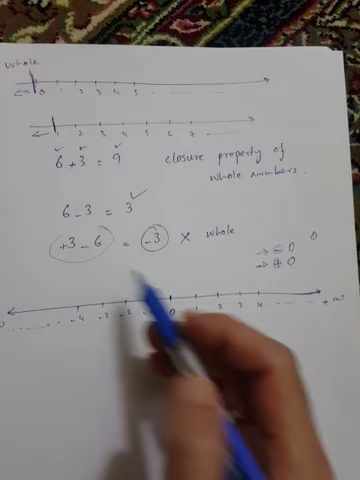 Whole
0 1 2 3 4 5 ......
1 2 3 4 5 6 7 ......
6 + 3 = 9 closure property of
whole numbers.
6 - 3 = 3
+3 - 6 = -3 × whole
0
→ - 0
→ + 0
-4 -3 -2 0 1 2 3 4 +∞